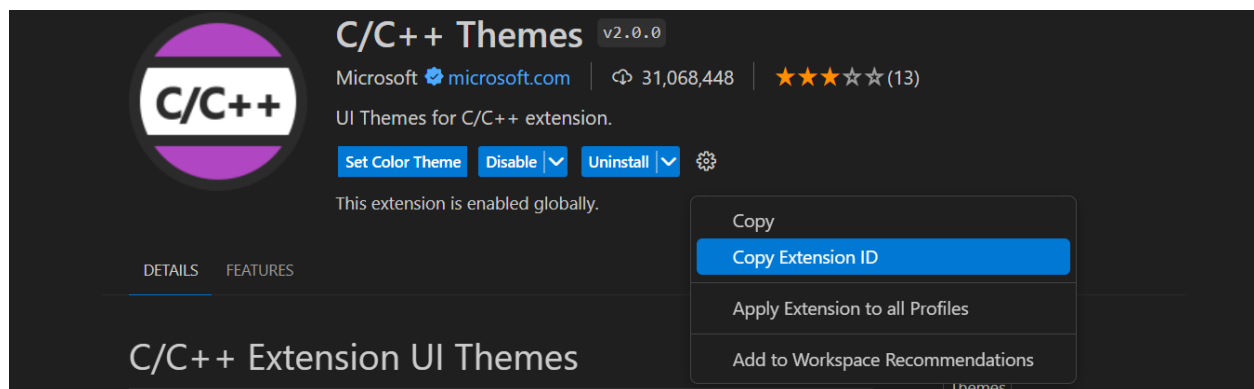 C/C++
C/C++ Themes v2.0.0
Microsoft microsoft.com 31,068,448 (13)
UI Themes for C/C++ extension.
Set Color Theme Disable Uninstall
This extension is enabled globally.
Copy
Copy Extension ID
Apply Extension to all Profiles
Add to Workspace Recommendations
DETAILS FEATURES
C/C++ Extension UI Themes
Themes